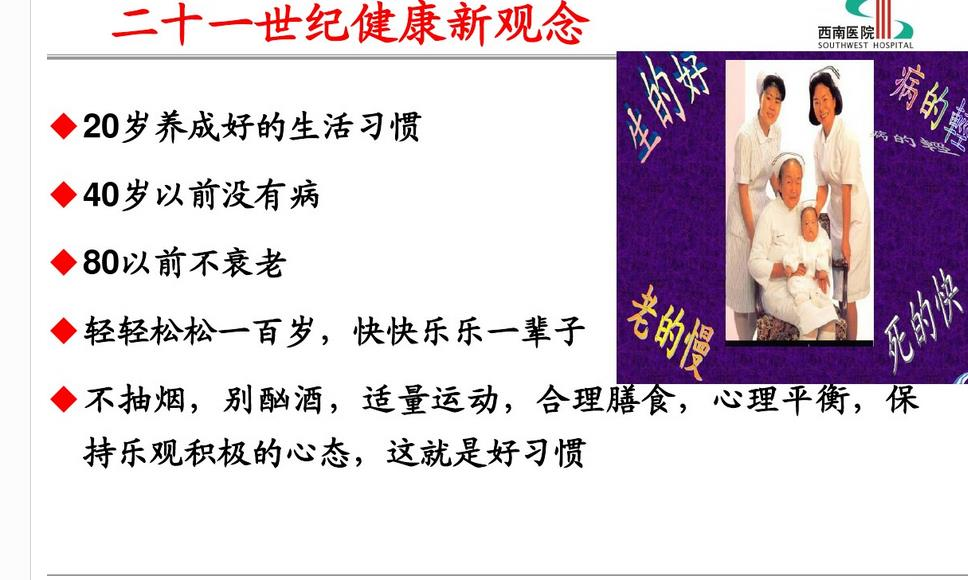 二十一世纪健康新观念
西南医院
SOUTHWEST HOSPITAL
20岁养成好的生活习惯
40岁以前没有病
80以前不衰老
轻轻松松一百岁，快快乐乐一辈子
不抽烟，别酗酒，适量运动，合理膳食，心理平衡，保
持乐观积极的心态，这就是好习惯
生的好
病的轻
病的轻
老的慢
死的快